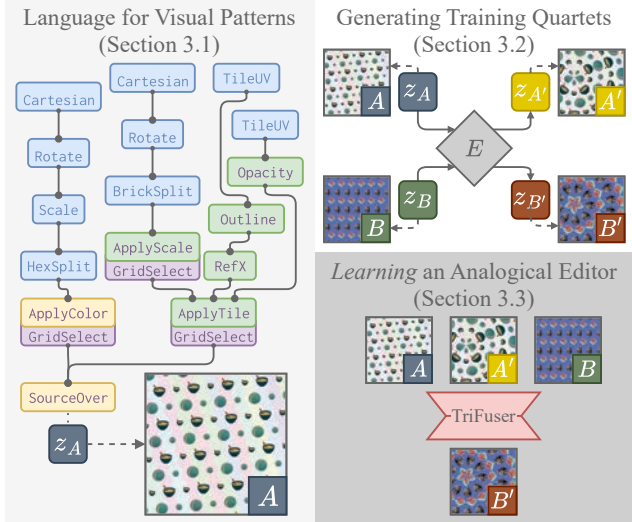 Language for Visual Patterns
(Section 3.1)
Cartesian
Cartesian
TileUV
TileUV
Rotate
Rotate
Opacity
Scale
BrickSplit
Outline
HexSplit
ApplyScale
GridSelect
RefX
ApplyColor
GridSelect
ApplyTile
GridSelect
SourceOver
z_A
A
Generating Training Quartets
(Section 3.2)
A
z_A
z_{A'}
A'
E
B
z_B
z_{B'}
B'
Learning an Analogical Editor
(Section 3.3)
A
A'
B
TriFuser
B'